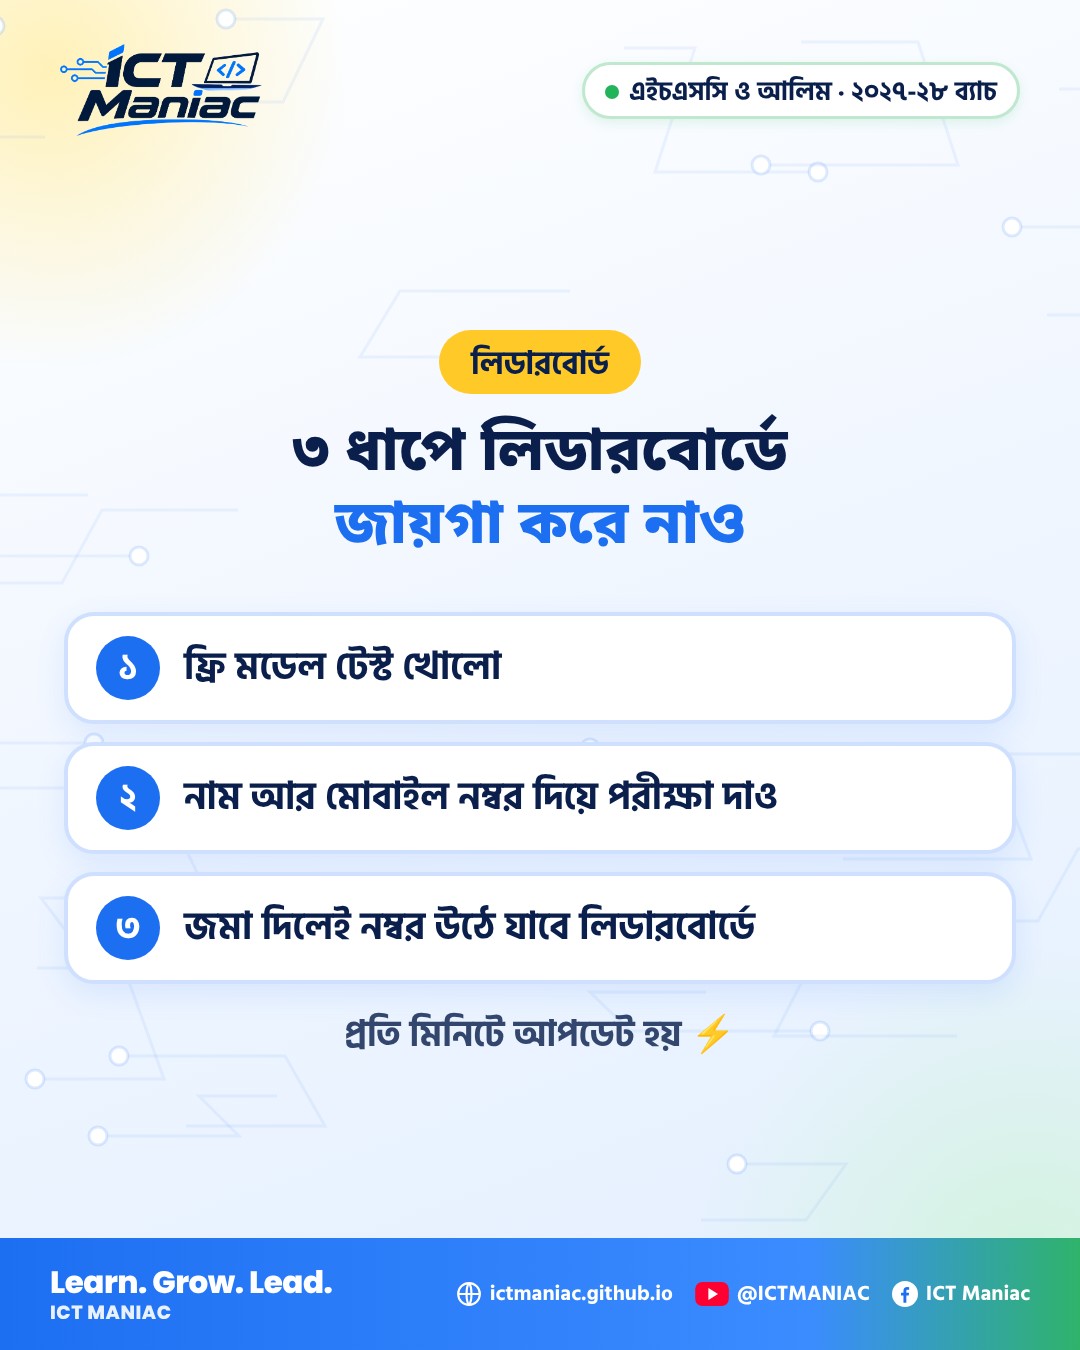 ICT
Maniac
</>
এইচএসসি ও আলিম · ২০২৭-২৮ ব্যাচ
লিডারবোর্ড
৩ ধাপে লিডারবোর্ডে
জায়গা করে নাও
১ ফ্রি মডেল টেস্ট খোলো
২ নাম আর মোবাইল নম্বর দিয়ে পরীক্ষা দাও
৩ জমা দিলেই নম্বর উঠে যাবে লিডারবোর্ডে
প্রতি মিনিটে আপডেট হয় ⚡
Learn. Grow. Lead.
ICT MANIAC
ictmaniac.github.io
@ICTMANIAC
ICT Maniac